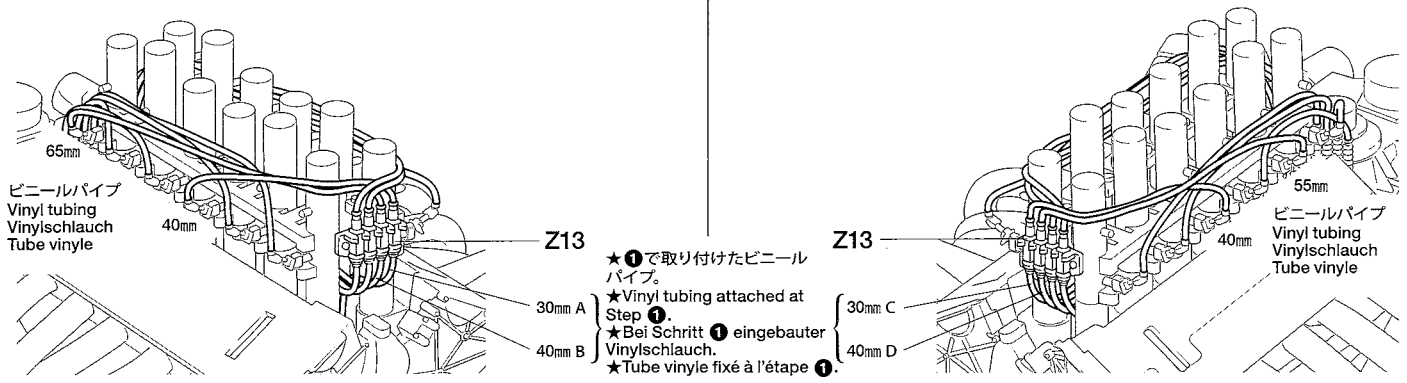 65㎜
ビニールパイプ
Vinyl tubing
Vinylschlauch
Tube vinyle
40㎜
Z13
30㎜ A
40㎜ B
★❶で取り付けたビニール
パイプ。
★Vinyl tubing attached at
Step ❶.
★Bei Schritt ❶ eingebauter
Vinylschlauch.
★Tube vinyle fixé à l'étape ❶.
Z13
30㎜ C
40㎜ D
55㎜
40㎜
ビニールパイプ
Vinyl tubing
Vinylschlauch
Tube vinyle